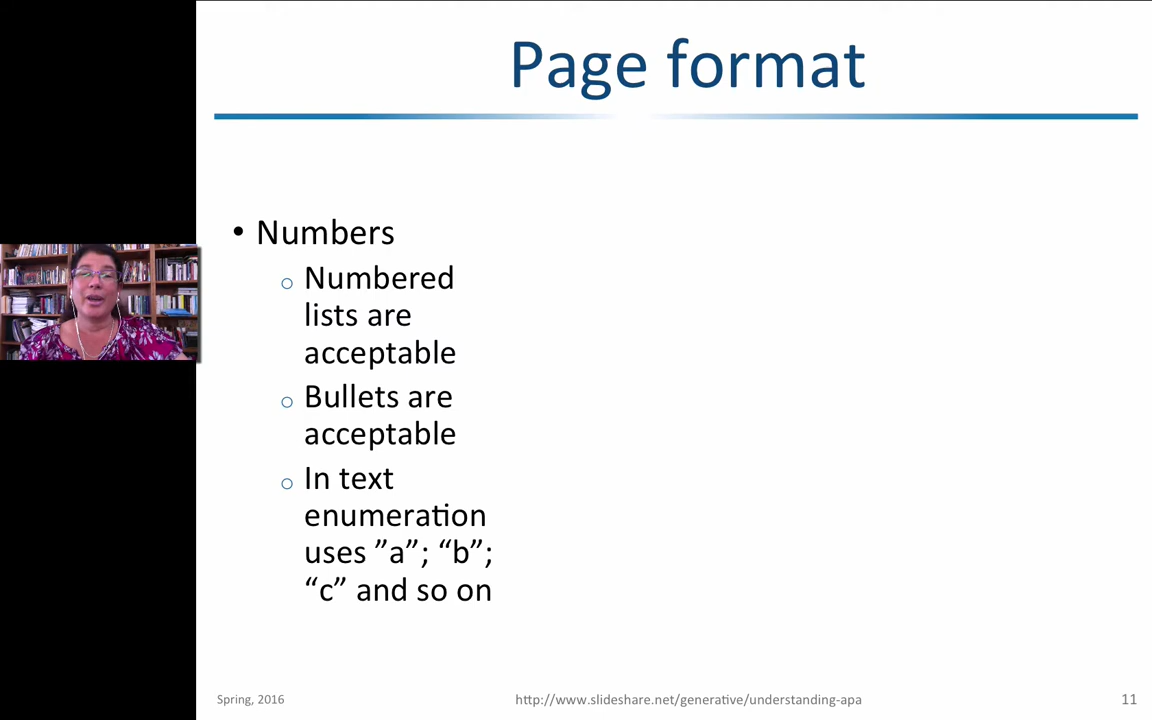 Page format
• Numbers
o Numbered
lists are
acceptable
o Bullets are
acceptable
o In text
enumeration
uses ”a”; “b”;
“c” and so on
Spring, 2016
http://www.slideshare.net/generative/understanding-apa
11